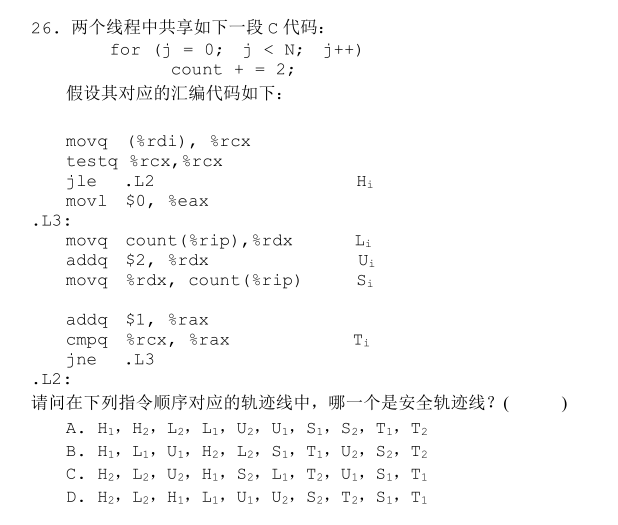 26. 两个线程中共享如下一段 C 代码：
for (j = 0; j < N; j++)
count + = 2;
假设其对应的汇编代码如下：
movq (%rdi), %rcx
testq %rcx,%rcx
jle .L2 Hi
movl $0, %eax
.L3:
movq count(%rip),%rdx Li
addq $2, %rdx Ui
movq %rdx, count(%rip) Si
addq $1, %rax
cmpq %rcx, %rax Ti
jne .L3
.L2:
请问在下列指令顺序对应的轨迹线中，哪一个是安全轨迹线？( )
A. H₁, H₂, L₂, L₁, U₂, U₁, S₁, S₂, T₁, T₂
B. H₁, L₁, U₁, H₂, L₂, S₁, T₁, U₂, S₂, T₂
C. H₂, L₂, U₂, H₁, S₂, L₁, T₂, U₁, S₁, T₁
D. H₂, L₂, H₁, L₁, U₁, U₂, S₂, T₂, S₁, T₁